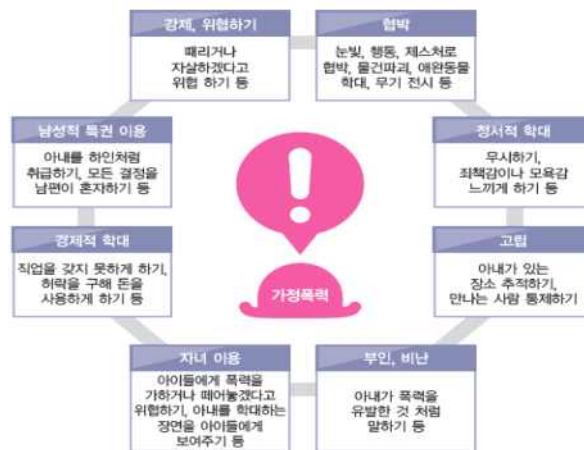 강제, 위협하기
때리거나
자살하겠다고
위협 하기 등
협박
눈빛, 행동, 제스처로
협박, 물건파괴, 애완동물
학대, 무기 전시 등
남성적 특권 이용
아내를 하인처럼
취급하기, 모든 결정을
남편이 혼자하기 등
정서적 학대
무시하기,
죄책감이나 모욕감
느끼게 하기 등
경제적 학대
직업을 갖지 못하게 하기,
허락을 구해 돈을
사용하게 하기 등
고립
아내가 있는
장소 추적하기,
만나는 사람 통제하기
가정폭력
자녀 이용
아이들에게 폭력을
가하거나 떼어놓겠다고
위협하기, 아내를 학대하는
장면을 아이들에게
보여주기 등
부인, 비난
아내가 폭력을
유발한 것 처럼
말하기 등